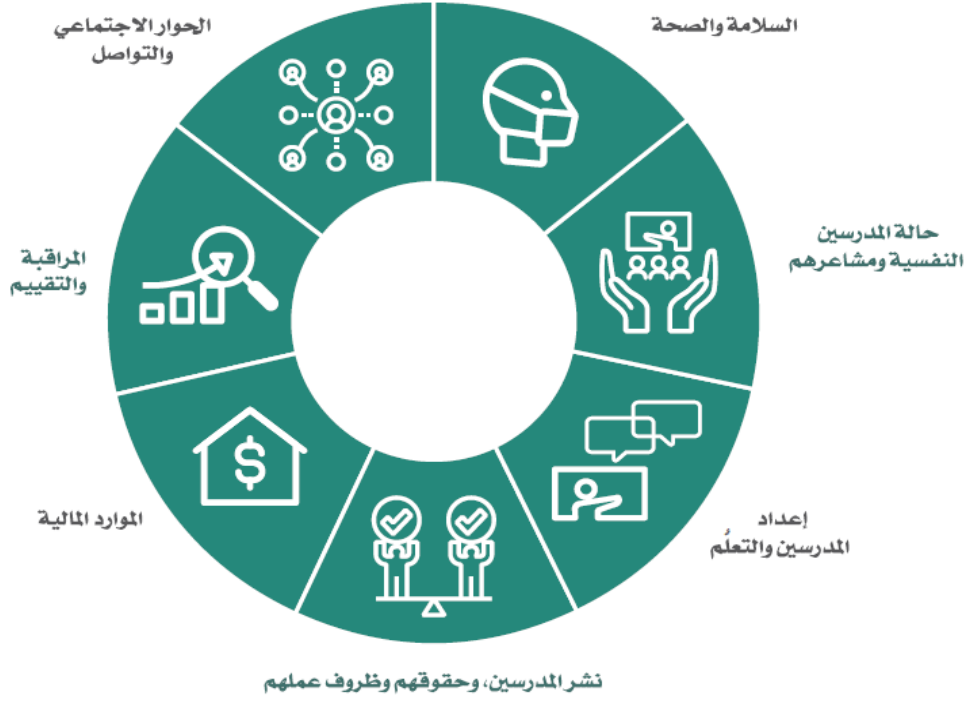 السلامة والصحة
الحوار الاجتماعي
والتواصل
حالة المدرسين
النفسية ومشاعرهم
المراقبة
والتقييم
إعداد
المدرسين والتعلُم
الموارد المالية
نشر المدرسين، وحقوقهم وظروف عملهم
$